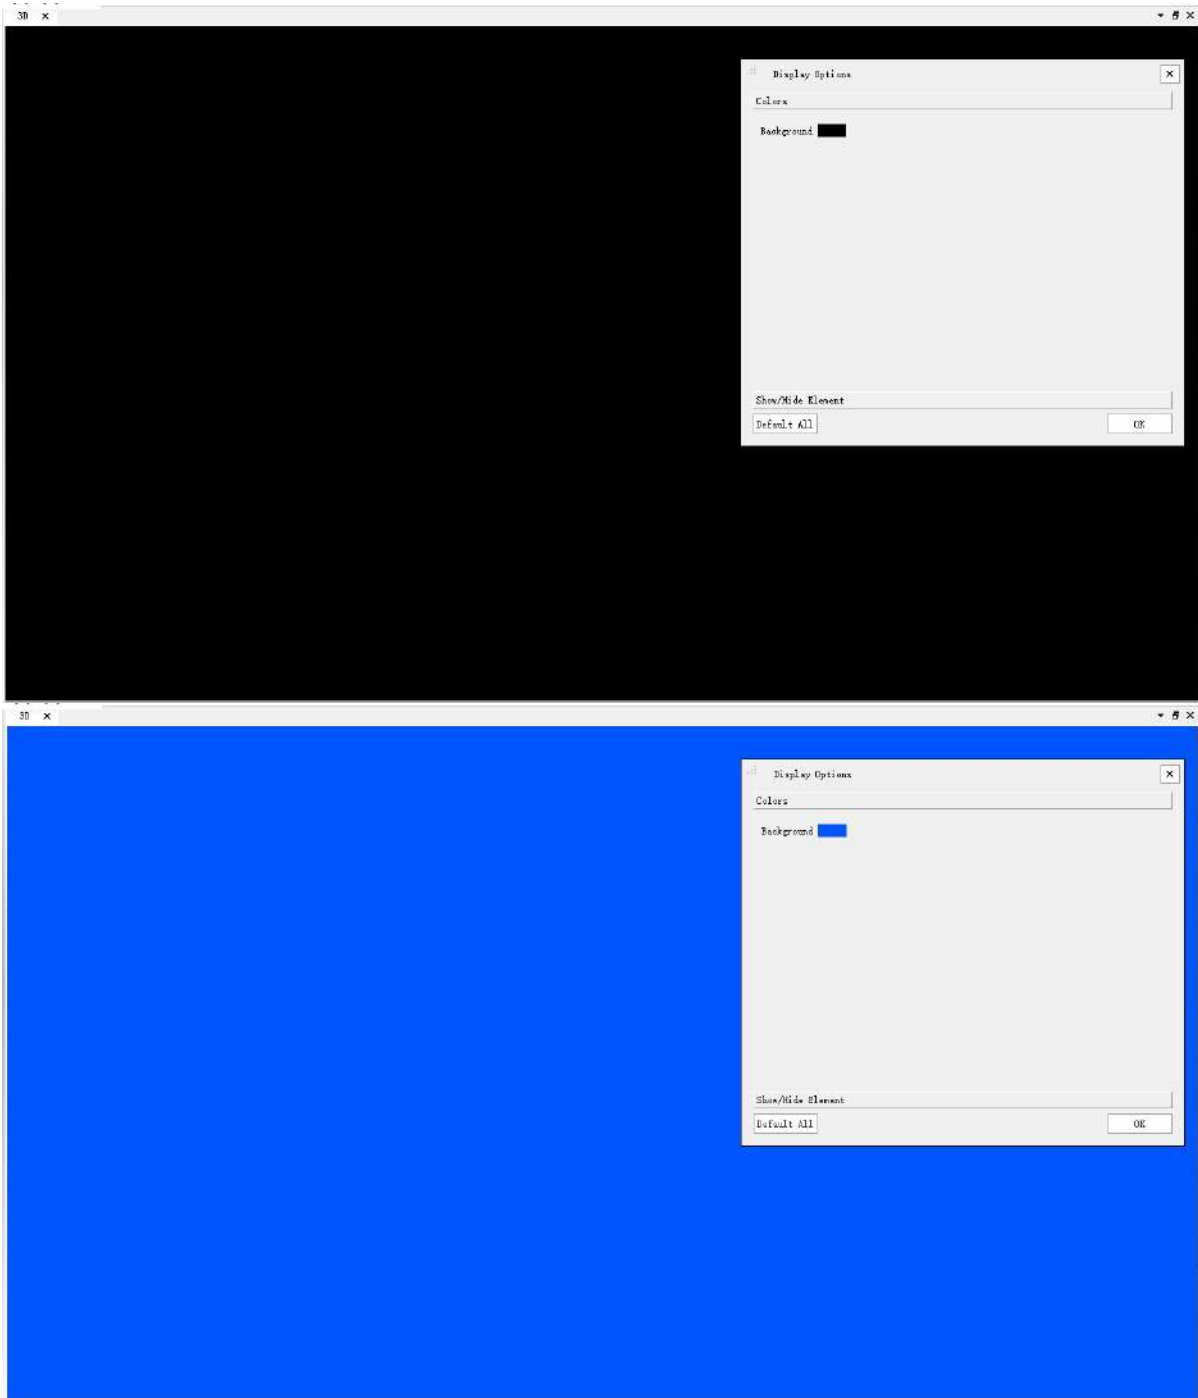 3D
Display Options
Colors
Background
Show/Hide Element
Default All
OK
3D
Display Options
Colors
Background
Show/Hide Element
Default All
OK